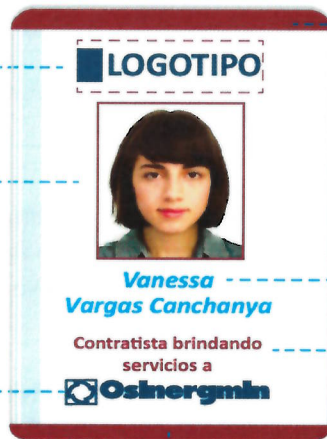 LOGOTIPO
Vanessa
Vargas Canchanya
Contratista brindando
servicios a
Osinergmin